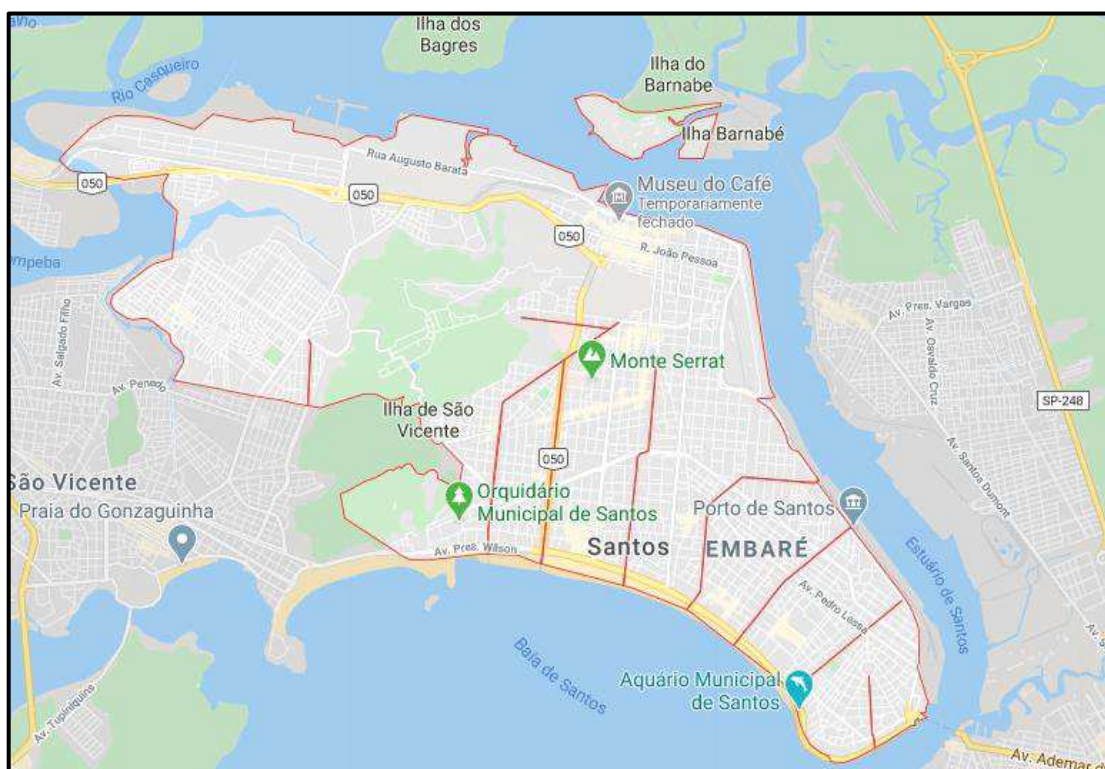 Ilha dos
Bagres
Rio Casqueiro
Ilha do
Barnabe
Ilha Barnabé
Rua Augusto Barata
050
050
050
Museu do Café
Temporariamente
fechado
R. João Pessoa
Av. Pres. Vargas
Av. Osvaldo Cruz
SP-248
Av. Salgado Filho
Av. Penedo
Monte Serrat
Ilha de São
Vicente
050
Av. Santos Dumont
São Vicente
Praia do Gonzaguinha
Orquidário
Municipal de Santos
Porto de Santos
Santos
EMBARÉ
Av. Pres. Wilson
Estuário de Santos
Av. Pedro Lessa
Baía de Santos
Aquário Municipal
de Santos
Av. Tupiniquins
Av. Ademar d